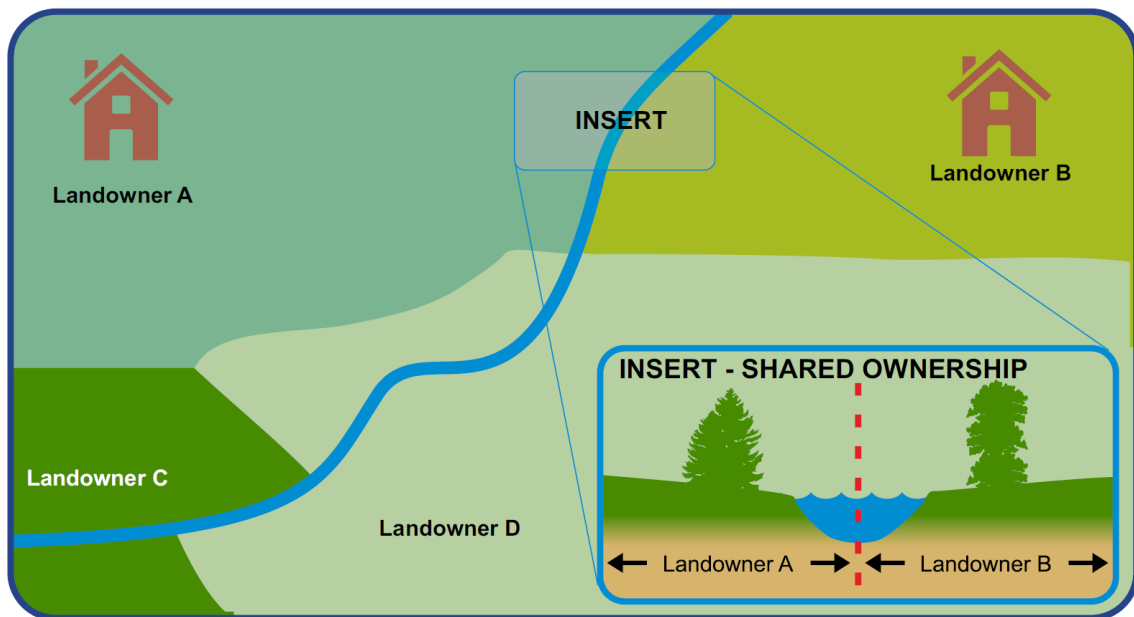 INSERT
Landowner A
Landowner B
INSERT - SHARED OWNERSHIP
Landowner C
Landowner D
Landowner A
Landowner B